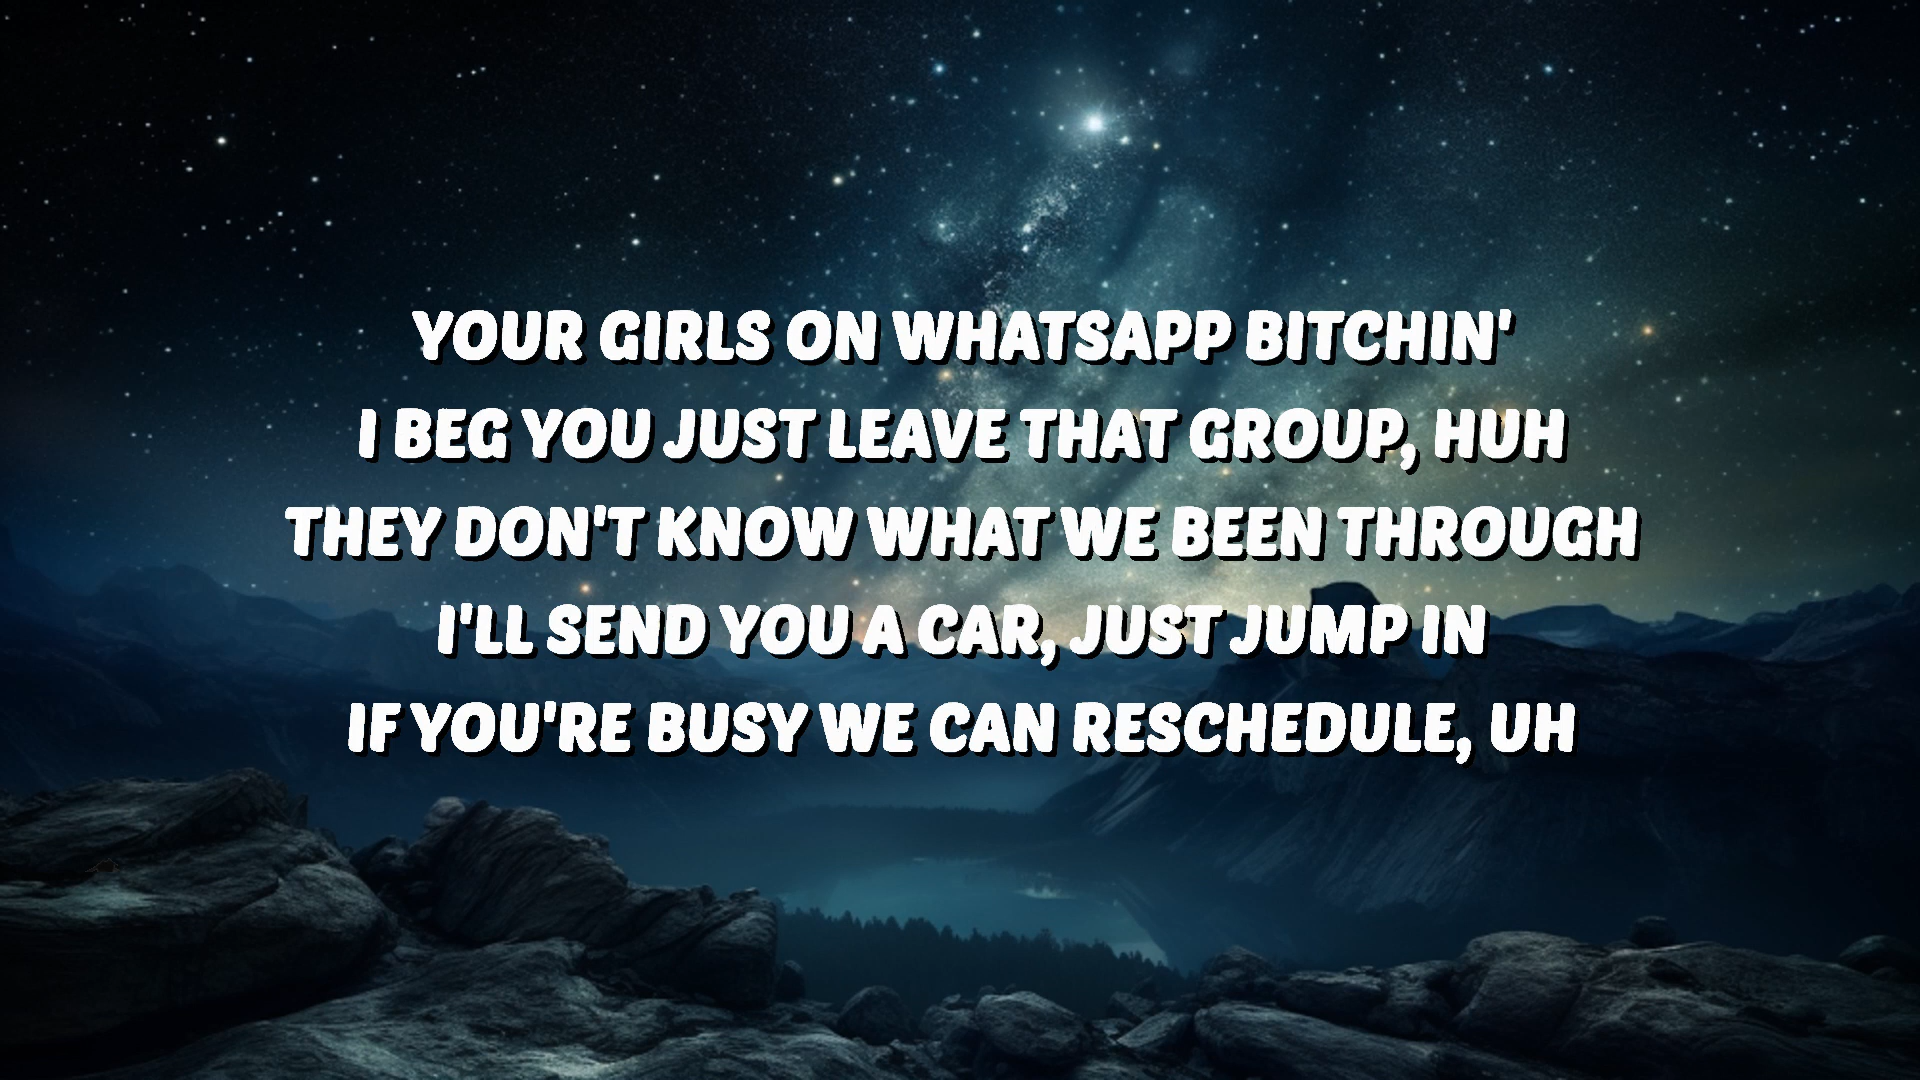 YOUR GIRLS ON WHATSAPP BITCHIN'
I BEG YOU JUST LEAVE THAT GROUP, HUH
THEY DON'T KNOW WHAT WE BEEN THROUGH
I'LL SEND YOU A CAR, JUST JUMP IN
IF YOU'RE BUSY WE CAN RESCHEDULE, UH